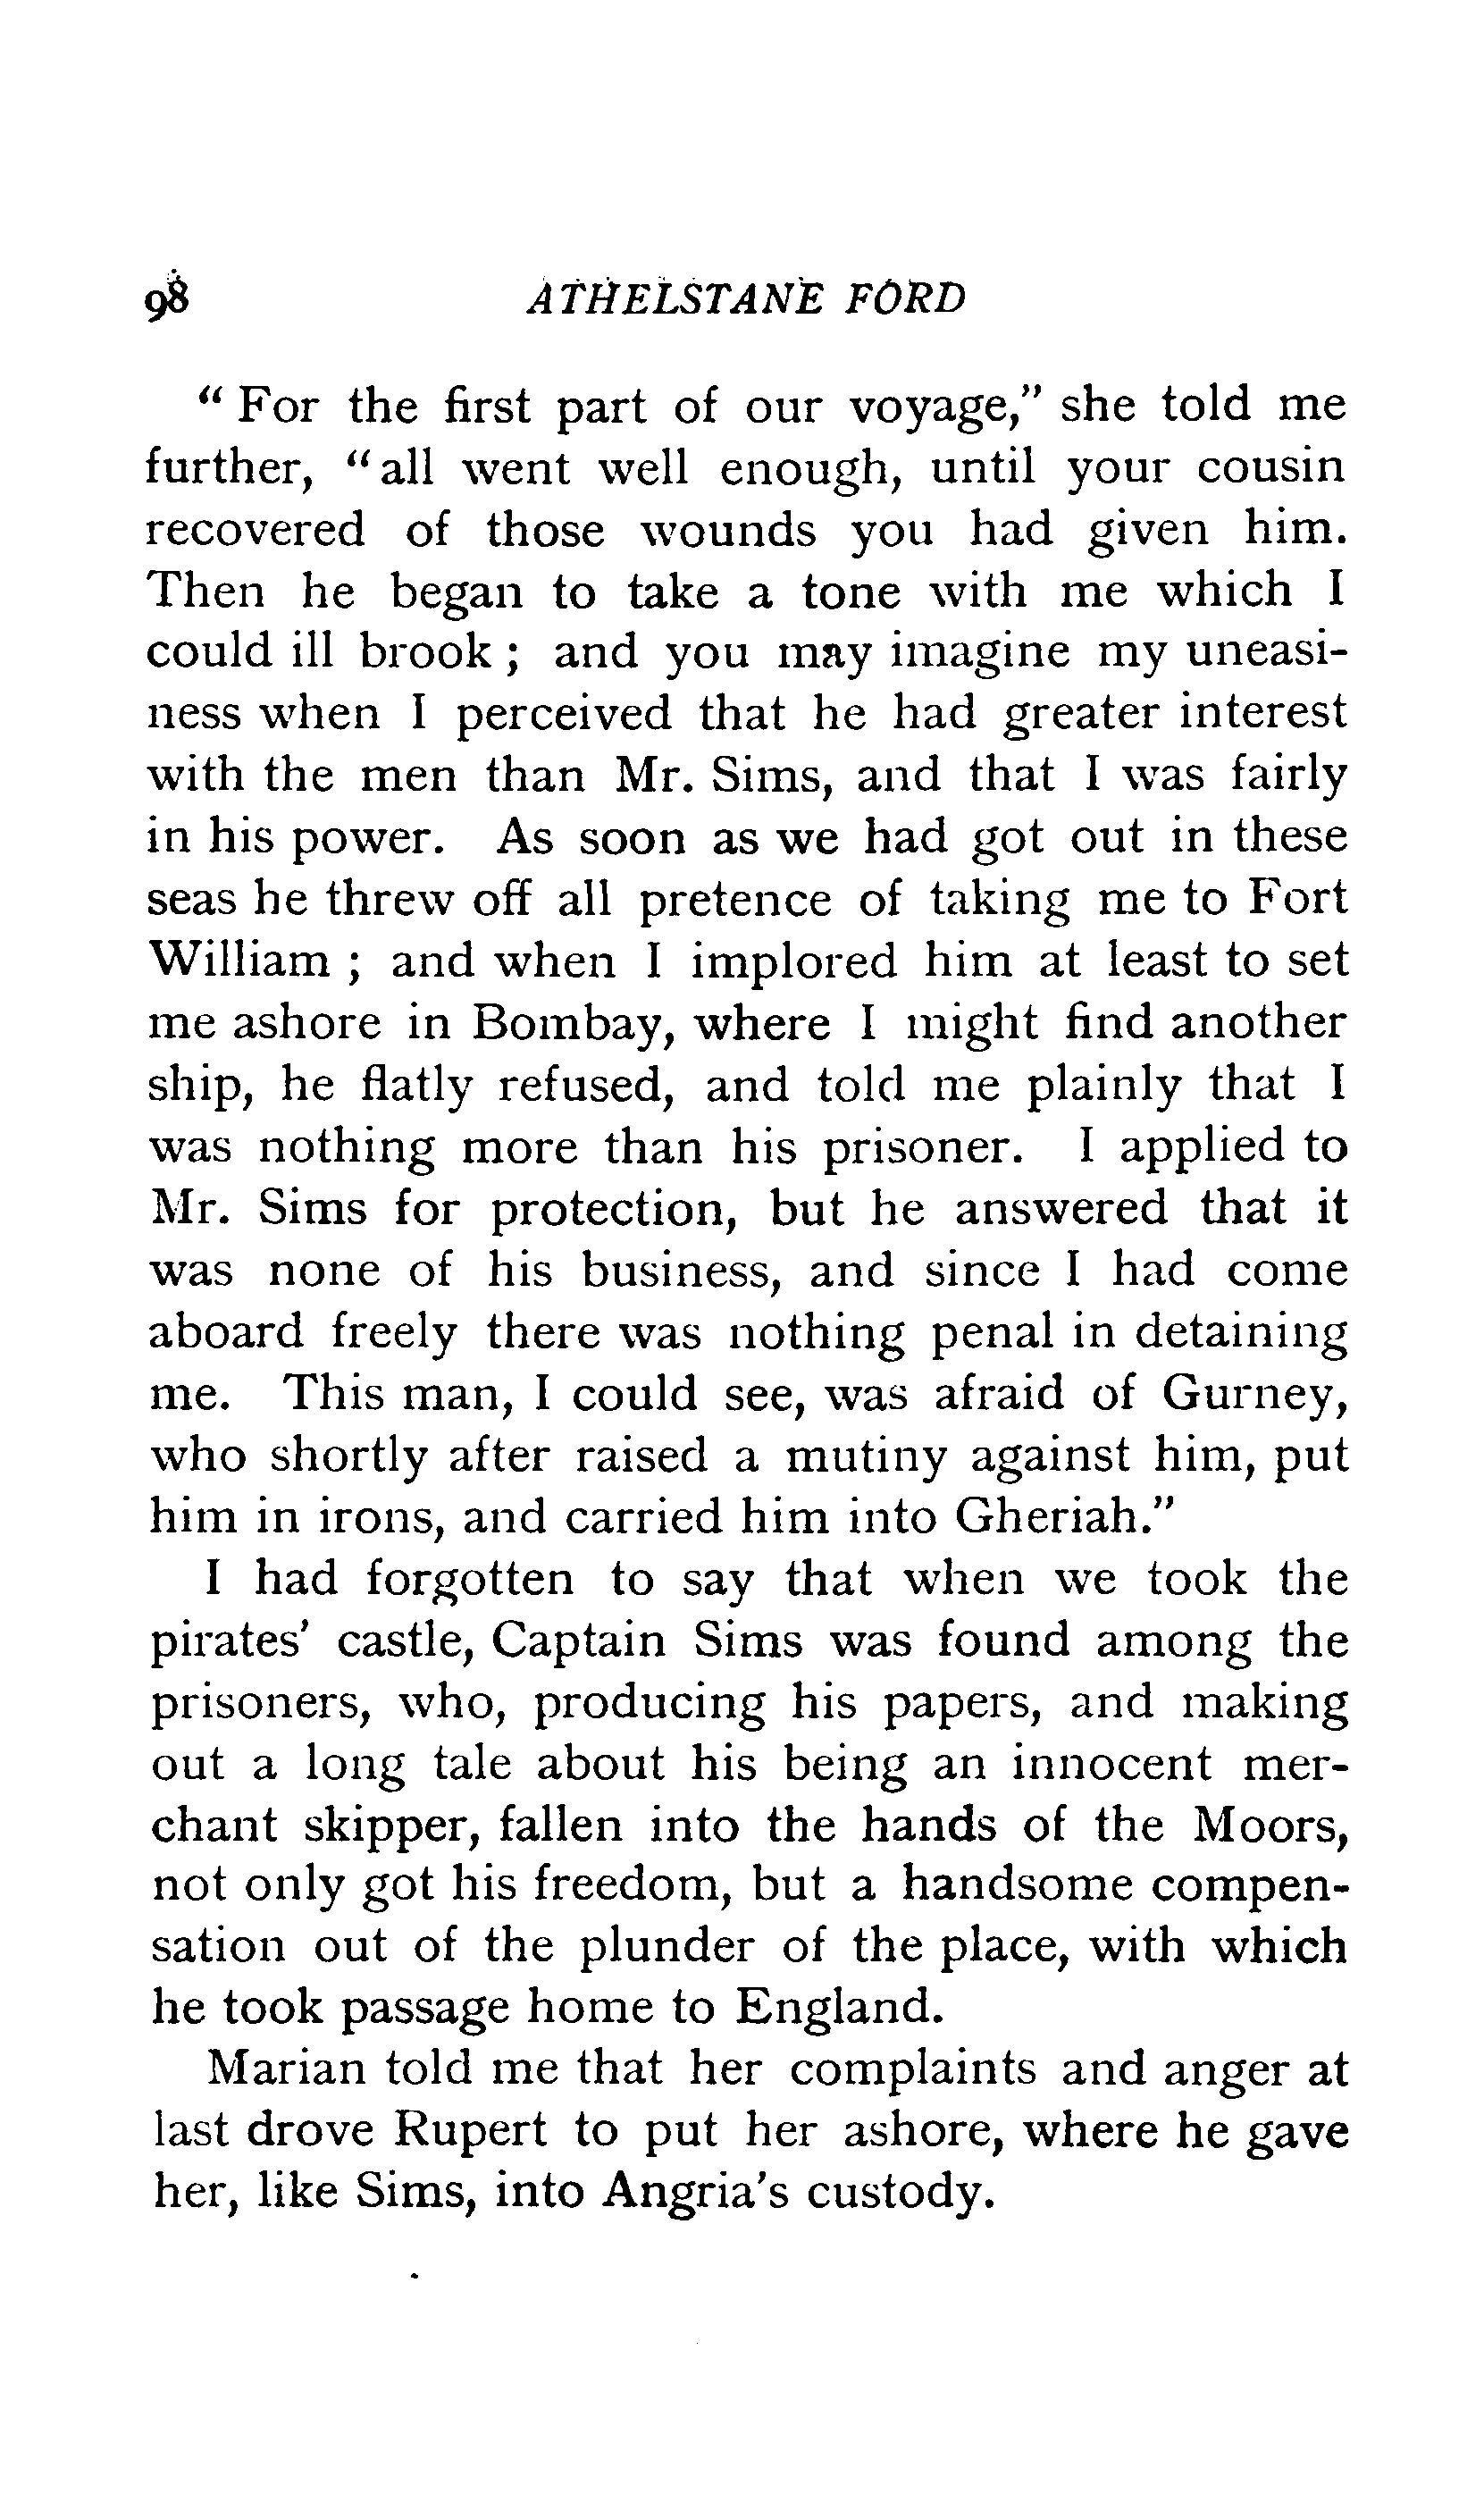 98 ATHELSTANE FORD
“ For the first part of our voyage,” she told me
further, “ all went well enough, until your cousin
recovered of those wounds you had given him.
Then he began to take a tone with me which I
could ill brook ; and you may imagine my uneasi-
ness when I perceived that he had greater interest
with the men than Mr. Sims, and that I was fairly
in his power. As soon as we had got out in these
seas he threw off all pretence of taking me to Fort
William ; and when I implored him at least to set
me ashore in Bombay, where I might find another
ship, he flatly refused, and told me plainly that I
was nothing more than his prisoner. I applied to
Mr. Sims for protection, but he answered that it
was none of his business, and since I had come
aboard freely there was nothing penal in detaining
me. This man, I could see, was afraid of Gurney,
who shortly after raised a mutiny against him, put
him in irons, and carried him into Gheriah.”
I had forgotten to say that when we took the
pirates’ castle, Captain Sims was found among the
prisoners, who, producing his papers, and making
out a long tale about his being an innocent mer-
chant skipper, fallen into the hands of the Moors,
not only got his freedom, but a handsome compen-
sation out of the plunder of the place, with which
he took passage home to England.
Marian told me that her complaints and anger at
last drove Rupert to put her ashore, where he gave
her, like Sims, into Angria’s custody.